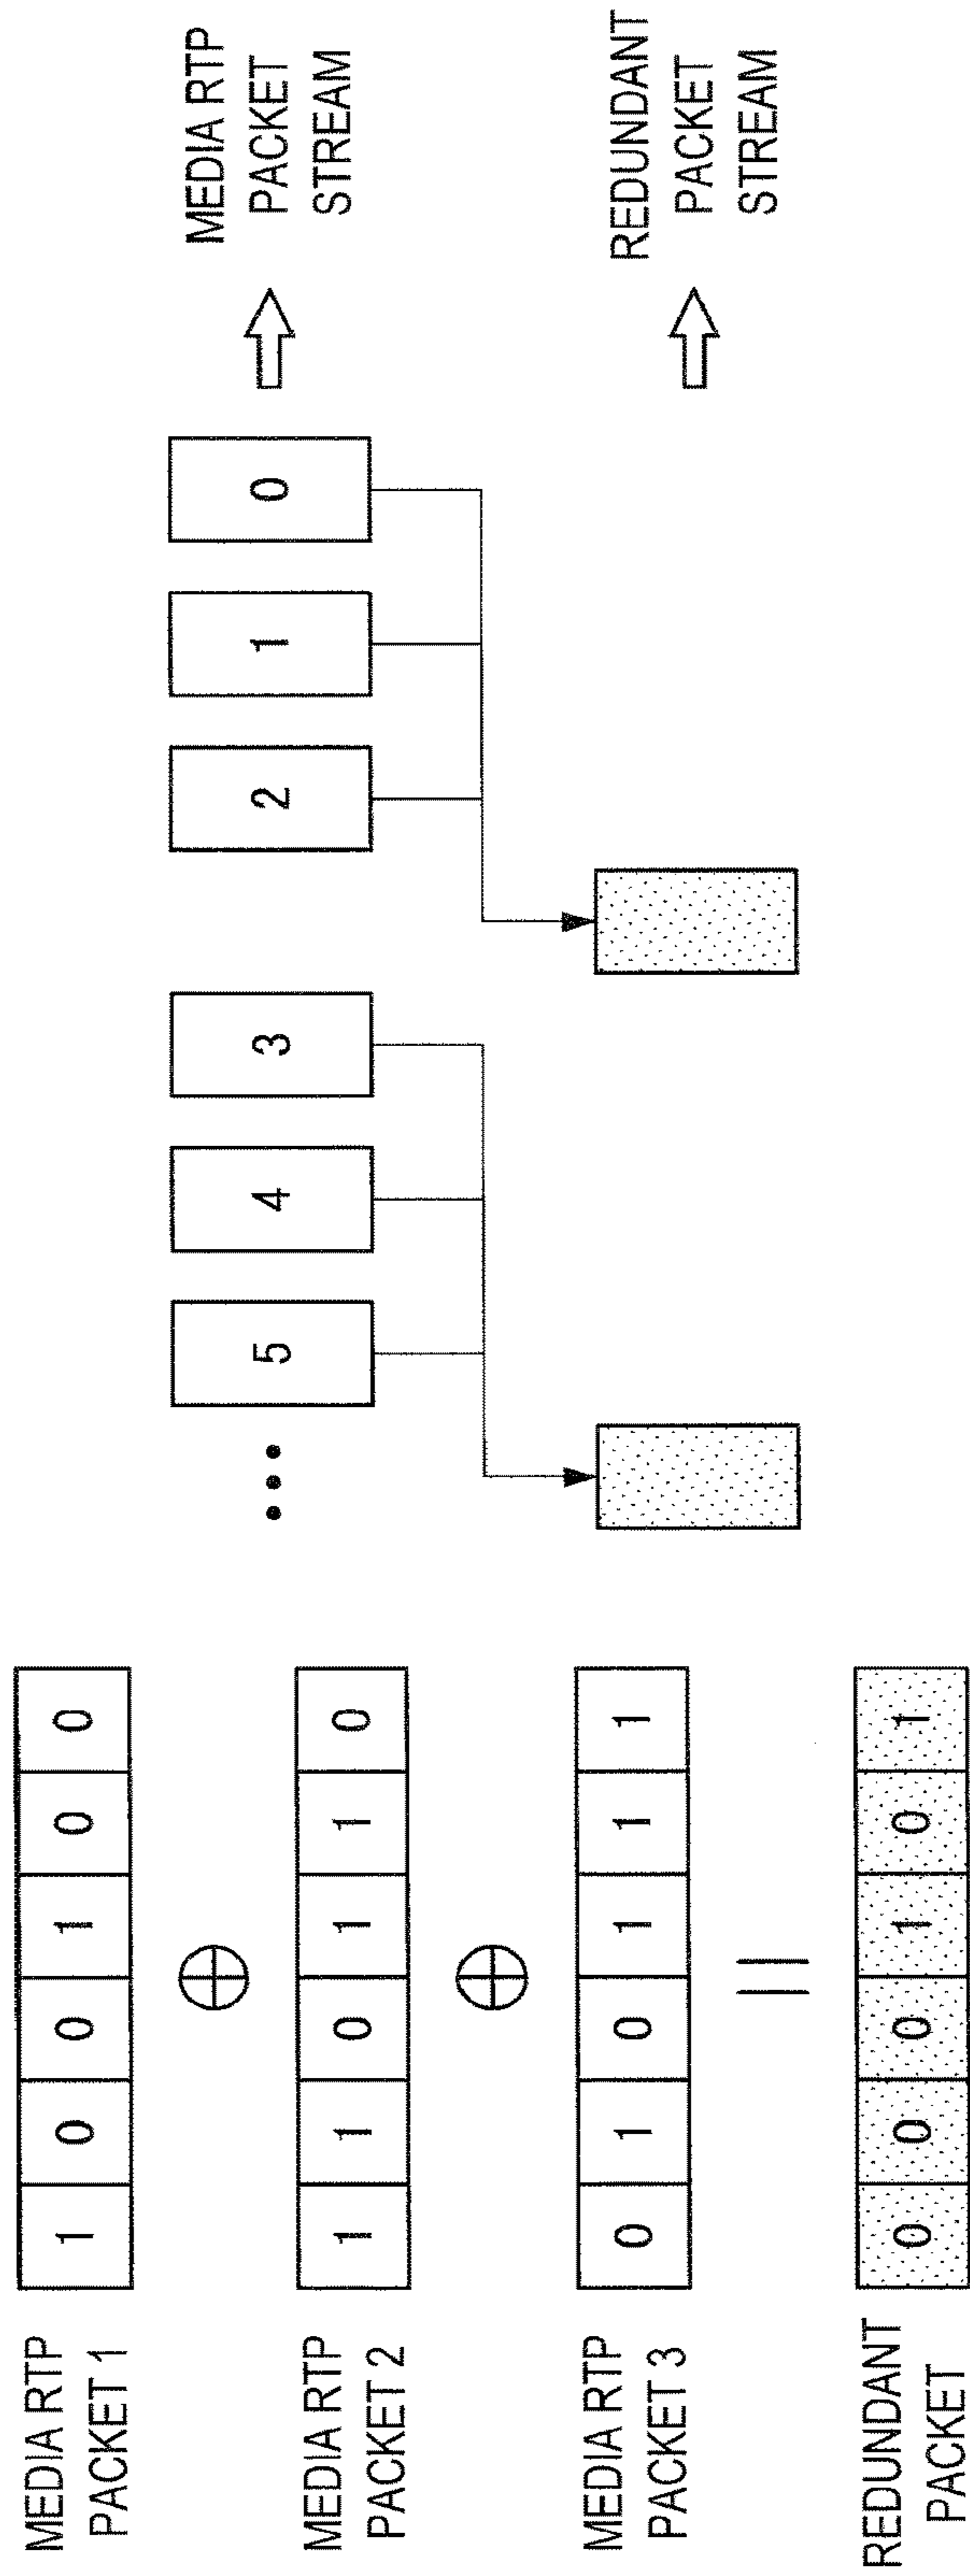 MEDIA RTP
PACKET 1
1 0 0 1 0 0
MEDIA RTP
PACKET 2
1 1 0 1 1 0
MEDIA RTP
PACKET 3
0 1 0 1 1 1
=
REDUNDANT
PACKET
0 0 0 1 0 1
••• 5 4 3 2 1 0
MEDIA RTP
PACKET
STREAM
REDUNDANT
PACKET
STREAM